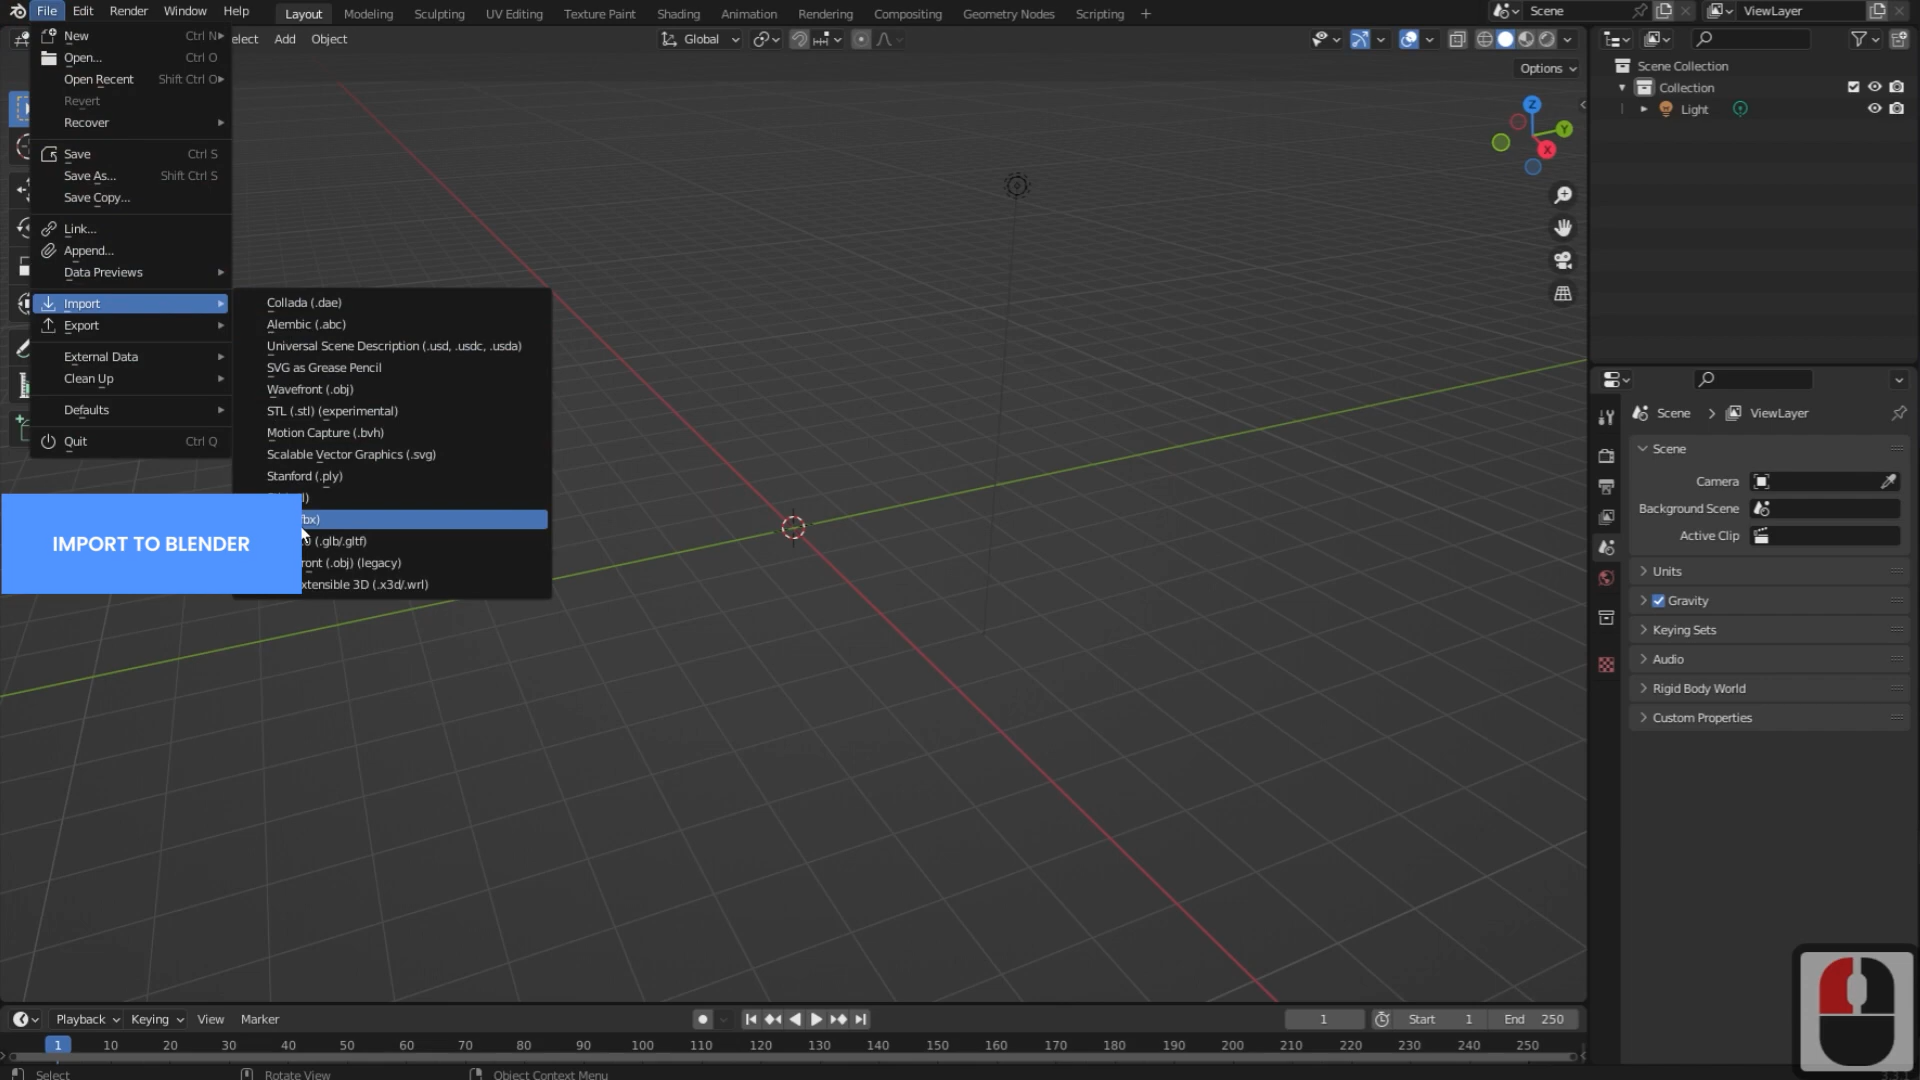 File Edit Render Window Help Layout Modeling Sculpting UV Editing Texture Paint Shading Animation Rendering Compositing Geometry Nodes Scripting + Scene ViewLayer
elect Add Object Global
Options
New Ctrl N
Open... Ctrl O
Open Recent Shift Ctrl O
Revert
Recover
Save Ctrl S
Save As... Shift Ctrl S
Save Copy...
Link...
Append...
Data Previews
Import
Export
External Data
Clean Up
Defaults
Quit Ctrl Q
Collada (.dae)
Alembic (.abc)
Universal Scene Description (.usd, .usdc, .usda)
SVG as Grease Pencil
Wavefront (.obj)
STL (.stl) (experimental)
Motion Capture (.bvh)
Scalable Vector Graphics (.svg)
Stanford (.ply)
bx)
(.glb/.gltf)
ront (.obj) (legacy)
xtensible 3D (.x3d/.wrl)
IMPORT TO BLENDER
Z
Y
X
Scene Collection
Collection
Light
Scene > ViewLayer
Scene
Camera
Background Scene
Active Clip
Units
Gravity
Keying Sets
Audio
Rigid Body World
Custom Properties
Playback Keying View Marker 1 Start 1 End 250
1 10 20 30 40 50 60 70 80 90 100 110 120 130 140 150 160 170 180 190 200 210 220 230 240 250
Select Rotate View Object Context Menu